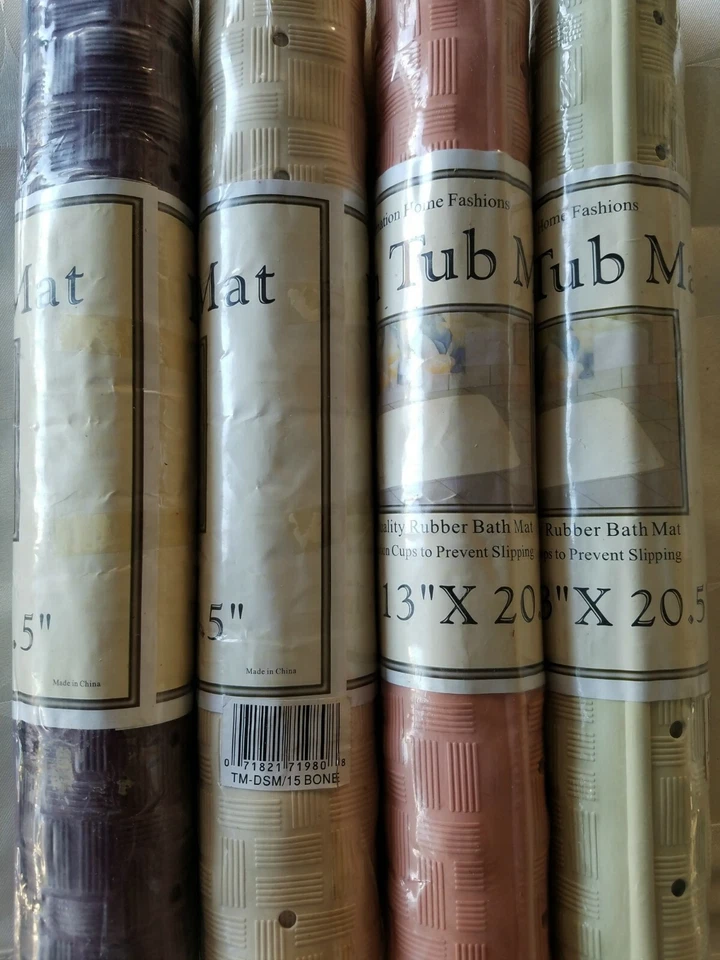 Mat
.5"
Made in China
Mat
.5"
Made in China
0 71821 71980 8
TM-DSM/15 BONE
Home Fashions
Tub M
ality Rubber Bath Mat
Cups to Prevent Slipping
13"X 20
Home Fashions
Tub Ma
Rubber Bath Mat
ps to Prevent Slipping
3"X 20.5